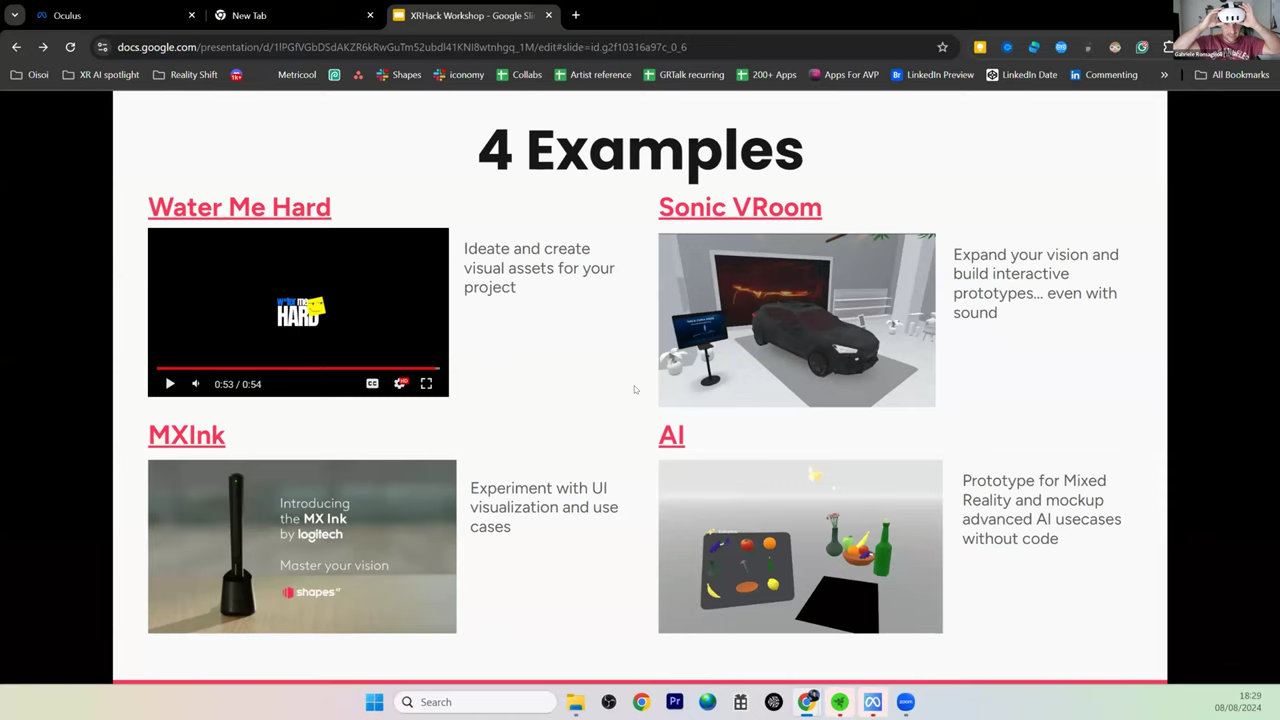 Oculus
New Tab
XRHack Workshop - Google Sli
docs.google.com/presentation/d/1lPGfVGbDSdAKZR6kRwGuTm52ubdl41KNI8wtnhgq_1M/edit#slide=id.g2f10316a97c_0_6
Gabriele Romagnoli
Oisoi
XR AI spotlight
Reality Shift
Metricool
Shapes
iconomy
Collabs
Artist reference
GRTalk recurring
200+ Apps
Apps For AVP
LinkedIn Preview
LinkedIn Date
Commenting
All Bookmarks
4 Examples
Water Me Hard
HARD
0:53 / 0:54
Ideate and create
visual assets for your
project
Sonic VRoom
Expand your vision and
build interactive
prototypes... even with
sound
MXInk
Introducing
the MX Ink
by logitech
Master your vision
shapes XR
Experiment with UI
visualization and use
cases
AI
Prototype for Mixed
Reality and mockup
advanced AI usecases
without code
Search
18:29
08/08/2024